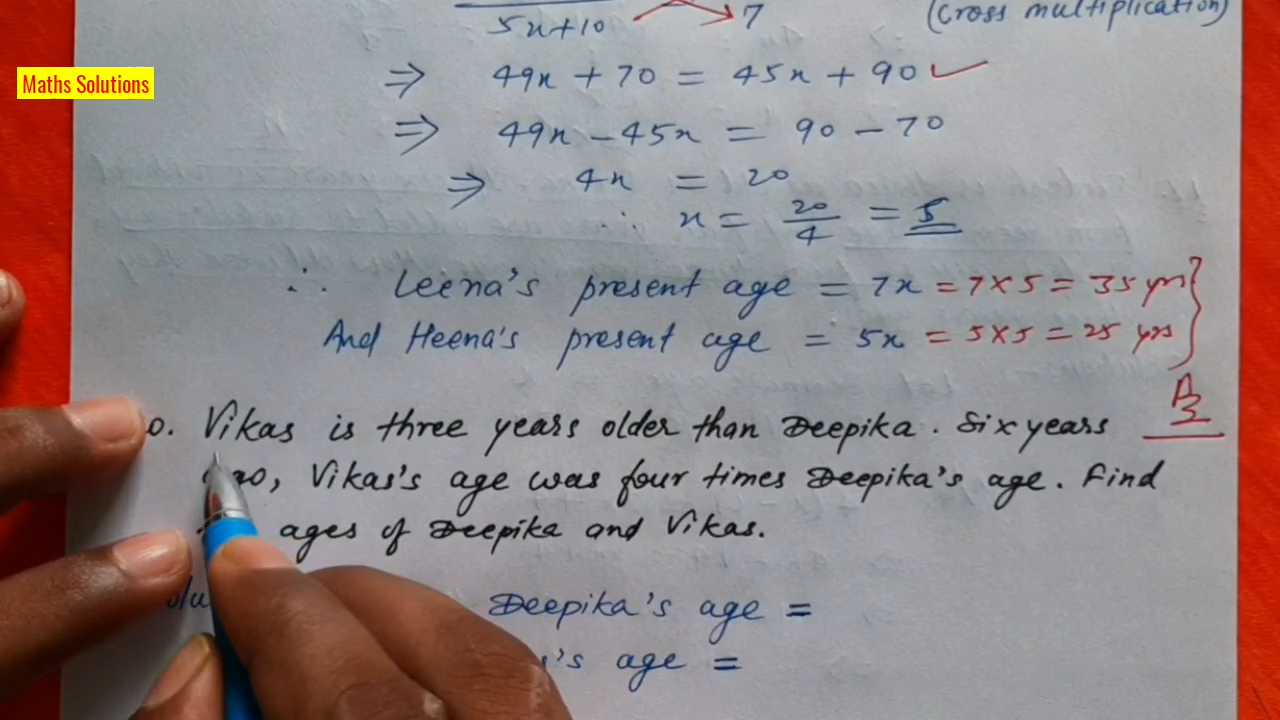 5x+10 7 (Cross multiplication)
Maths Solutions
⇒ 49x + 70 = 45x + 90
⇒ 49x - 45x = 90 - 70
⇒ 4x = 20
∴ x = 20/4 = 5
∴ Leena's present age = 7x = 7×5 = 35 yrs
And Heena's present age = 5x = 5×5 = 25 yrs
0. Vikas is three years older than Deepika. Six years
Vikas's age was four times Deepika's age. Find
ages of Deepika and Vikas.
Deepika's age =
's age =